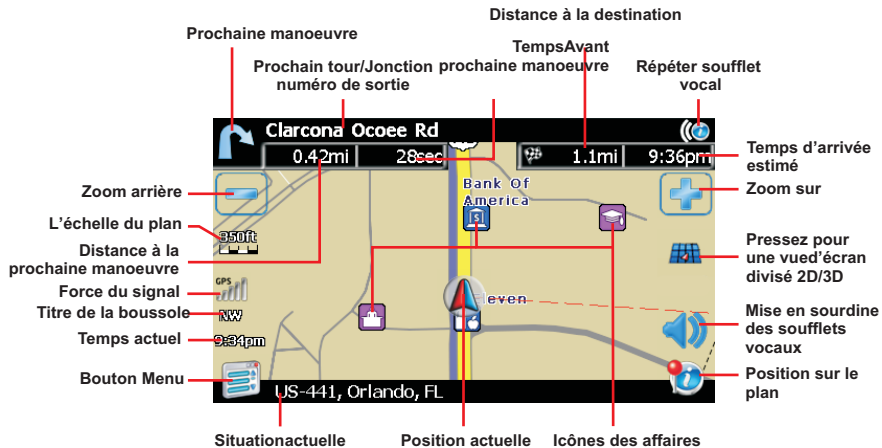 Distance à la destination
Prochaine manoeuvre
TempsAvant
prochaine manoeuvre
Prochain tour/Jonction
numéro de sortie
Répéter soufflet
vocal
Clarcona Ocoee Rd
0.42mi
28sec
1.1mi
9:36pm
Temps d'arrivée
estimé
Zoom arrière
Bank Of
America
Zoom sur
L'échelle du plan
350ft
Distance à la
prochaine manoeuvre
Pressez pour
une vued'écran
divisé 2D/3D
GPS
Force du signal
eleven
Titre de la boussole
NW
Mise en sourdine
des soufflets
vocaux
Temps actuel
9:34pm
Bouton Menu
US-441, Orlando, FL
Position sur le
plan
Situationactuelle
Position actuelle
Icônes des affaires